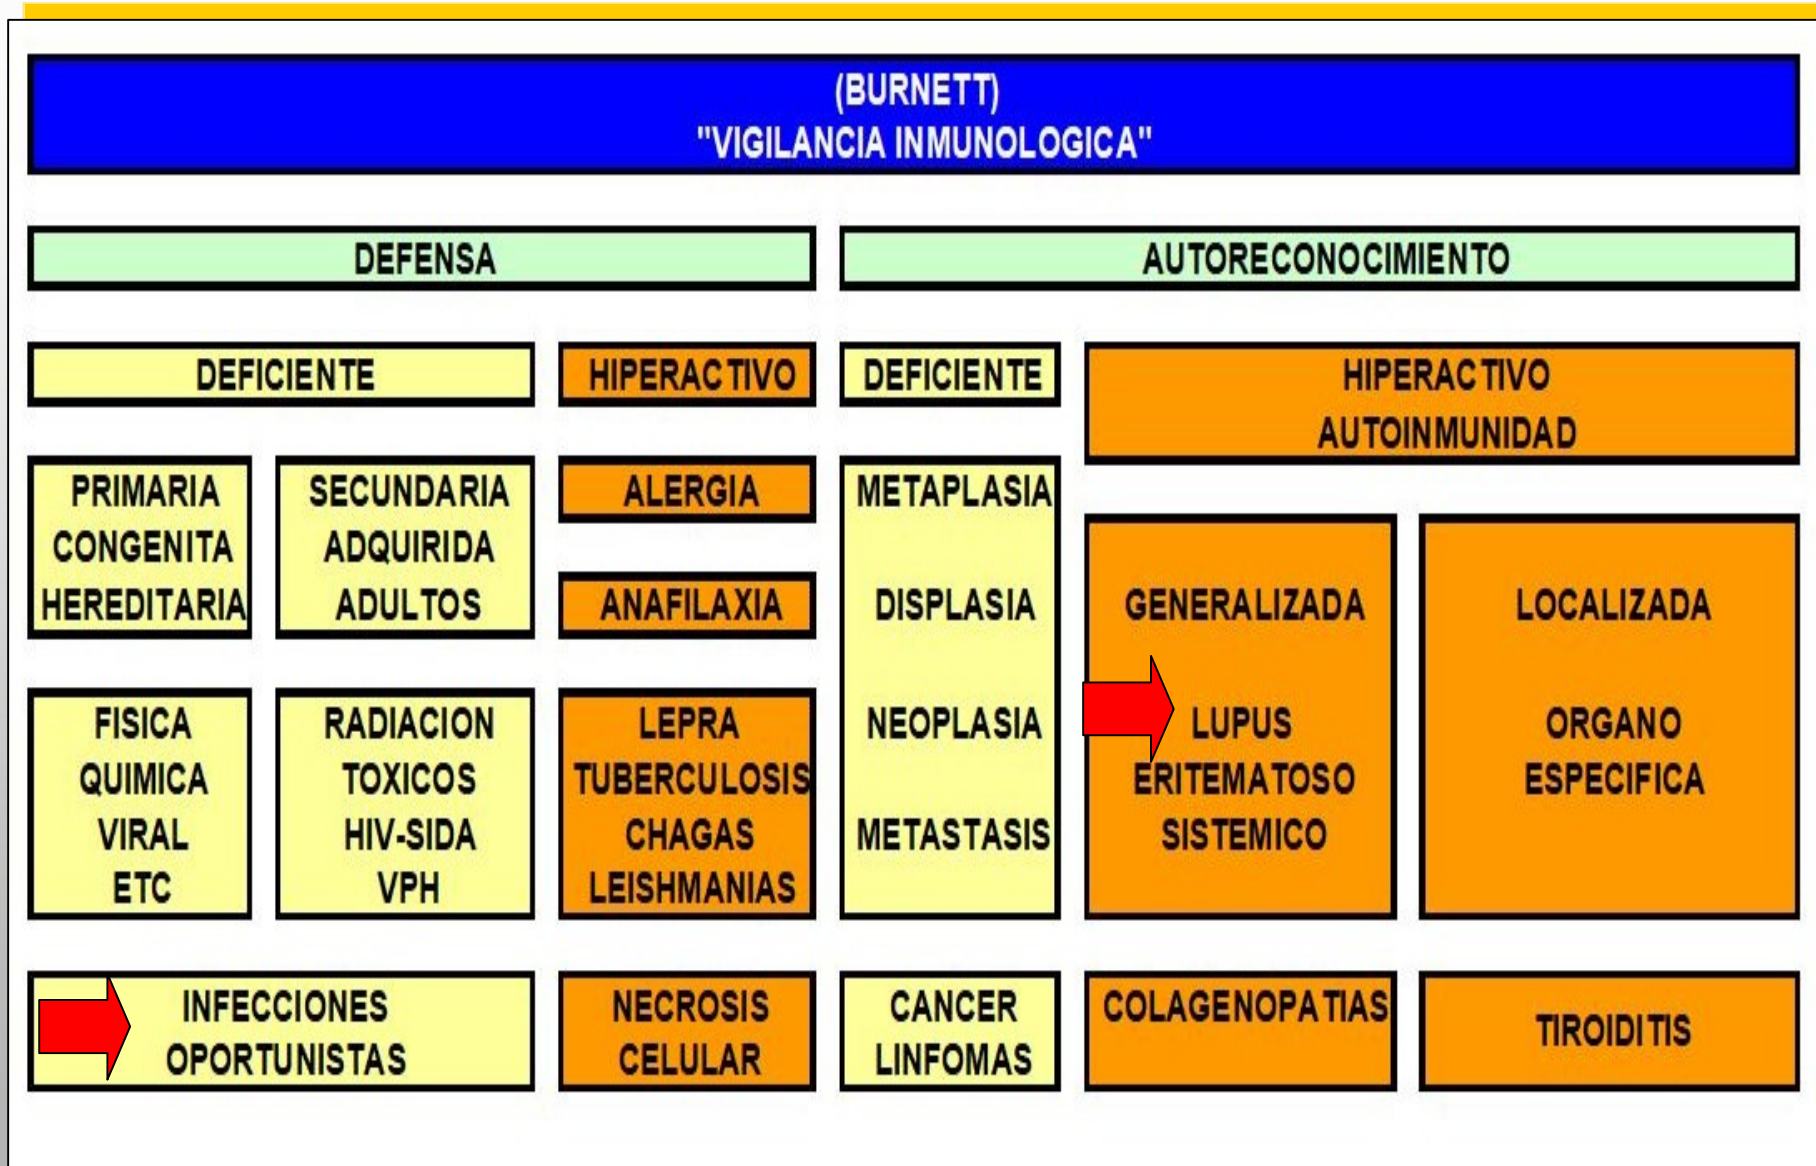 (BURNETT)
"VIGILANCIA INMUNOLOGICA"
DEFENSA
AUTORECONOCIMIENTO
DEFICIENTE
HIPERACTIVO
DEFICIENTE
HIPERACTIVO
AUTOINMUNIDAD
PRIMARIA
CONGENITA
HEREDITARIA
SECUNDARIA
ADQUIRIDA
ADULTOS
ALERGIA
ANAFILAXIA
METAPLASIA
DISPLASIA
NEOPLASIA
METASTASIS
GENERALIZADA
LUPUS
ERITEMATOSO
SISTEMICO
LOCALIZADA
ORGANO
ESPECIFICA
FISICA
QUIMICA
VIRAL
ETC
RADIACION
TOXICOS
HIV-SIDA
VPH
LEPRA
TUBERCULOSIS
CHAGAS
LEISHMANIAS
INFECCIONES
OPORTUNISTAS
NECROSIS
CELULAR
CANCER
LINFOMAS
COLAGENOPATIAS
TIROIDITIS